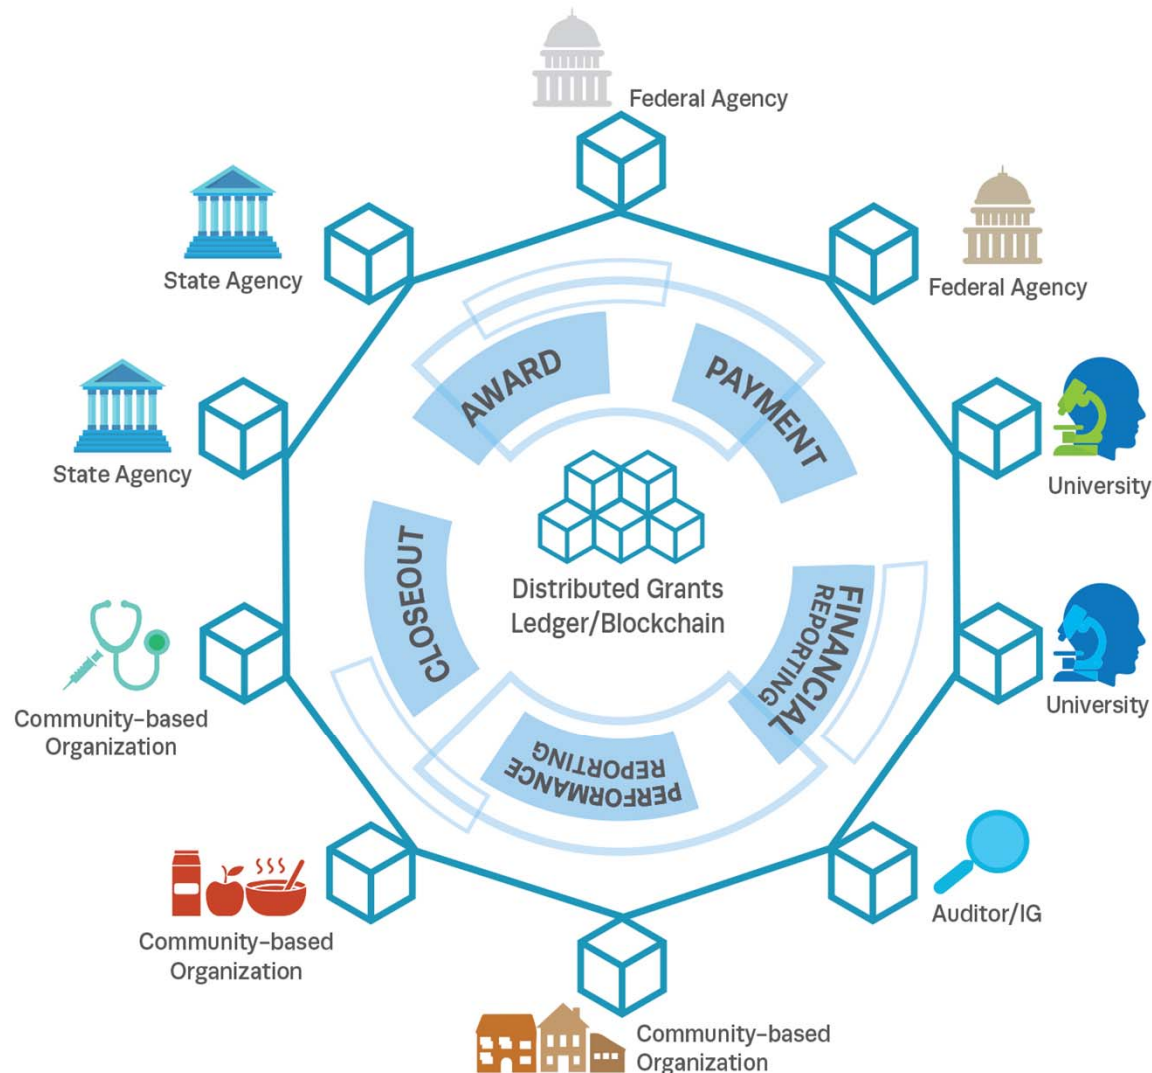 Federal Agency
Federal Agency
University
University
Auditor/IG
Community-based
Organization
Community-based
Organization
Community-based
Organization
State Agency
State Agency
AWARD
PAYMENT
FINANCIAL
REPORTING
PERFORMANCE
REPORTING
CLOSEOUT
Distributed Grants
Ledger/Blockchain